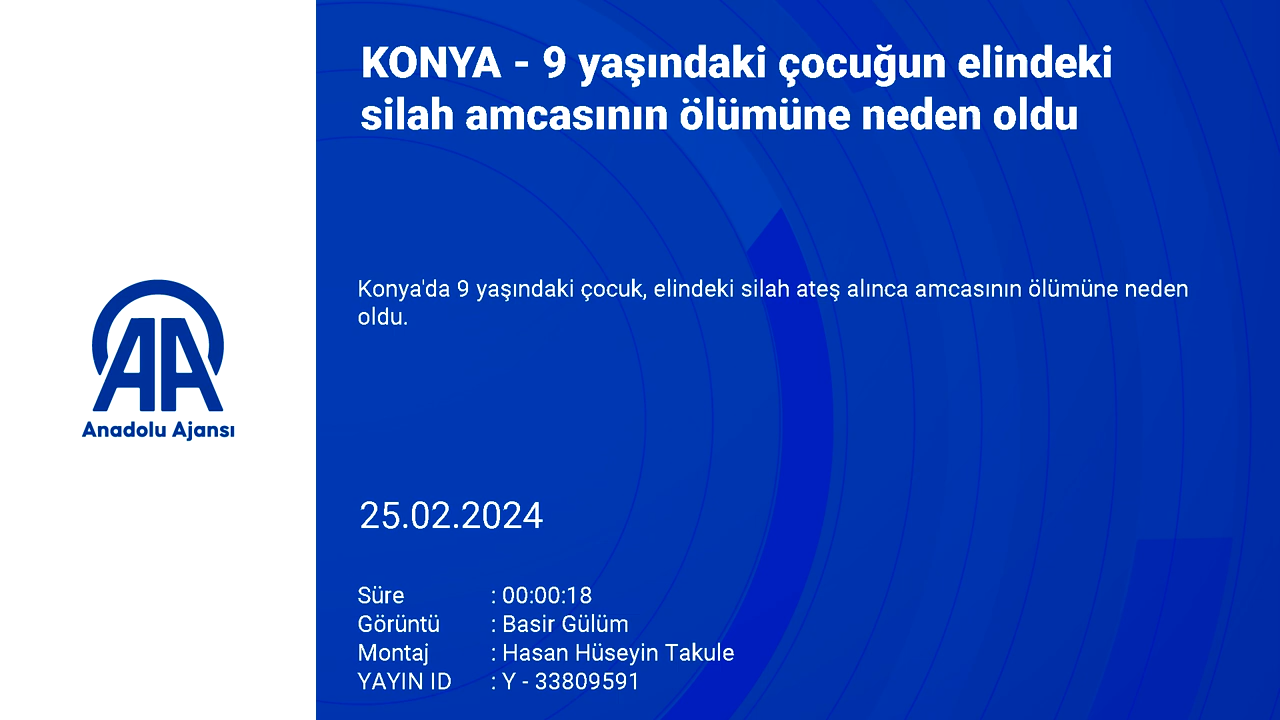 KONYA - 9 yaşındaki çocuğun elindeki
silah amcasının ölümüne neden oldu
Konya'da 9 yaşındaki çocuk, elindeki silah ateş alınca amcasının ölümüne neden
oldu.
AA
Anadolu Ajansı
25.02.2024
Süre : 00:00:18
Görüntü : Basir Gülüm
Montaj : Hasan Hüseyin Takule
YAYIN ID : Y - 33809591